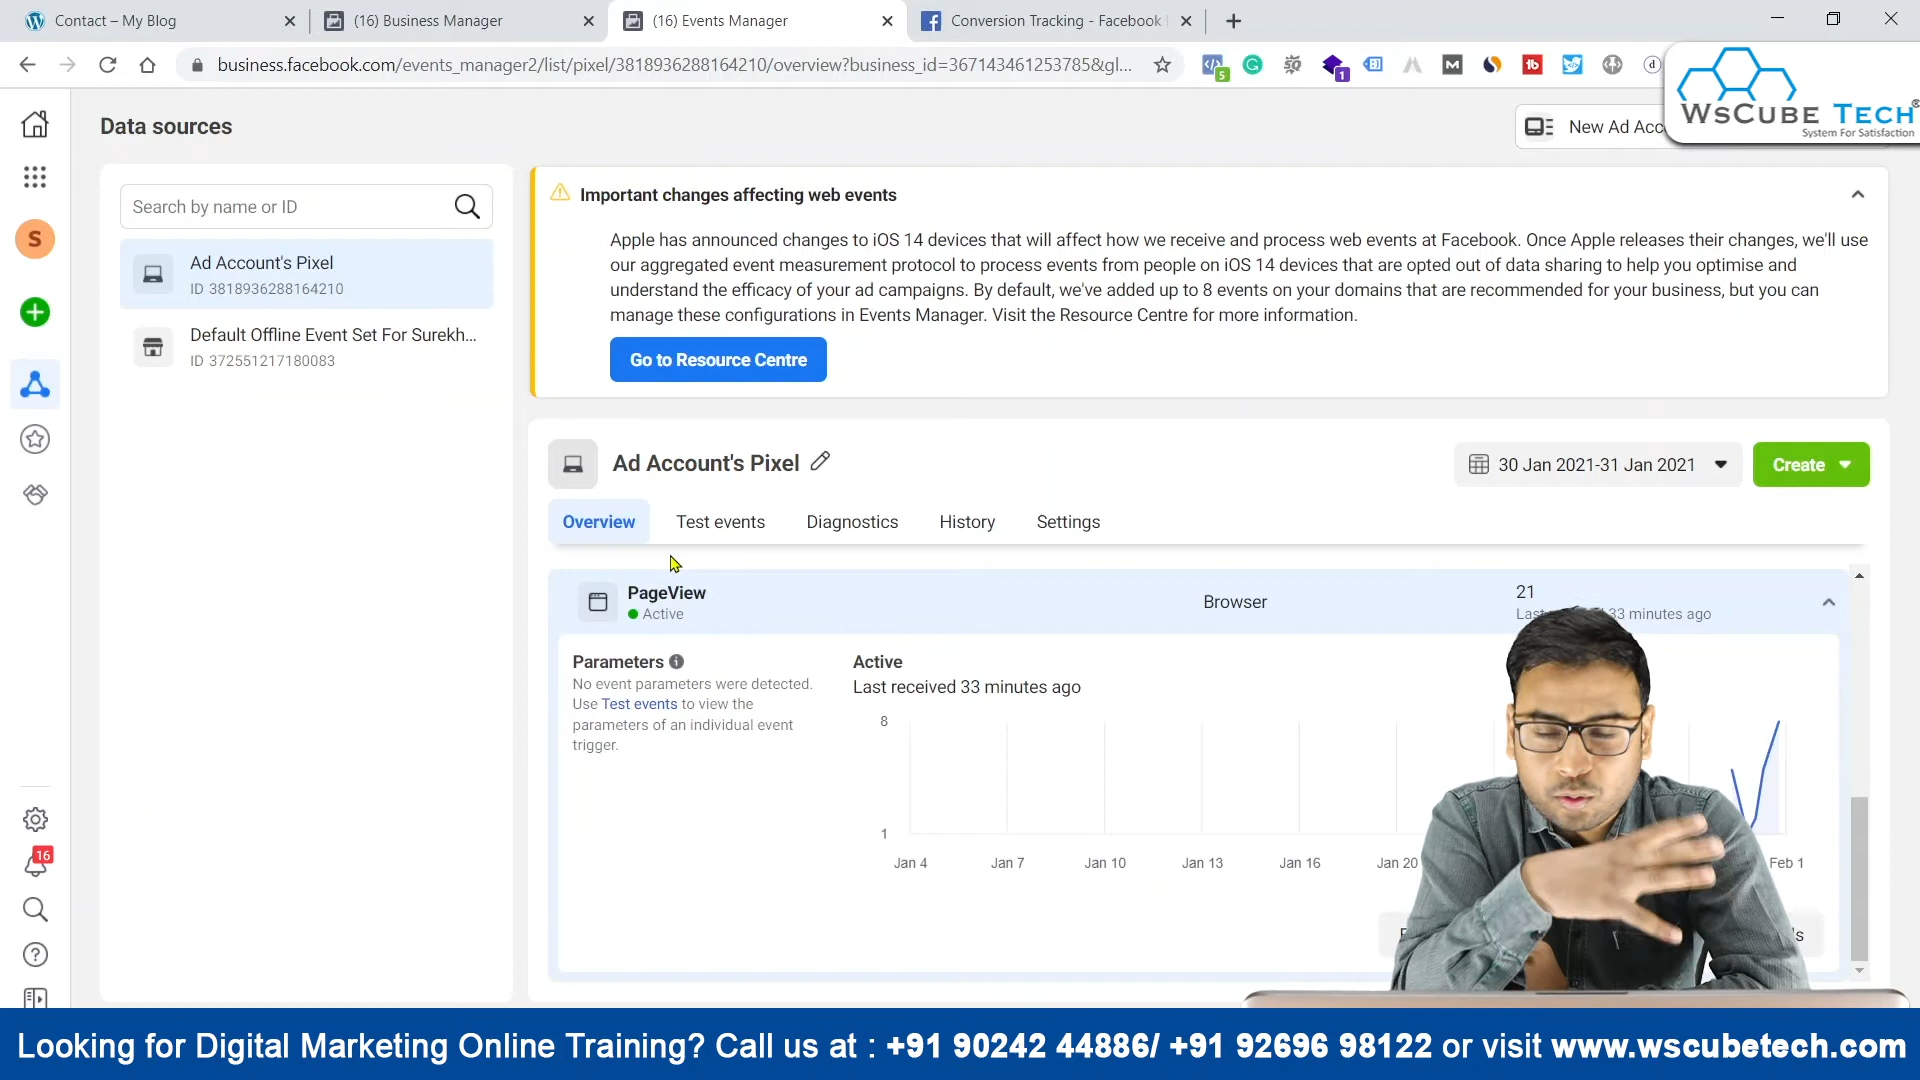 Contact – My Blog
(16) Business Manager
(16) Events Manager
Conversion Tracking - Facebook
business.facebook.com/events_manager2/list/pixel/3818936288164210/overview?business_id=367143461253785&gl...
5
1
M
1b
d
WsCube Tech®
System For Satisfaction
Data sources
New Ad Acc
Search by name or ID
S
Ad Account's Pixel
ID 3818936288164210
Default Offline Event Set For Surekh...
ID 372551217180083
Important changes affecting web events
Apple has announced changes to iOS 14 devices that will affect how we receive and process web events at Facebook. Once Apple releases their changes, we'll use
our aggregated event measurement protocol to process events from people on iOS 14 devices that are opted out of data sharing to help you optimise and
understand the efficacy of your ad campaigns. By default, we've added up to 8 events on your domains that are recommended for your business, but you can
manage these configurations in Events Manager. Visit the Resource Centre for more information.
Go to Resource Centre
Ad Account's Pixel
30 Jan 2021-31 Jan 2021
Create
Overview
Test events
Diagnostics
History
Settings
PageView
Active
Browser
21
33 minutes ago
Parameters
No event parameters were detected.
Use Test events to view the
parameters of an individual event
trigger.
Active
Last received 33 minutes ago
8
1
Jan 4
Jan 7
Jan 10
Jan 13
Jan 16
Jan 20
Feb 1
16
Looking for Digital Marketing Online Training? Call us at : +91 90242 44886/ +91 92696 98122 or visit www.wscubetech.com